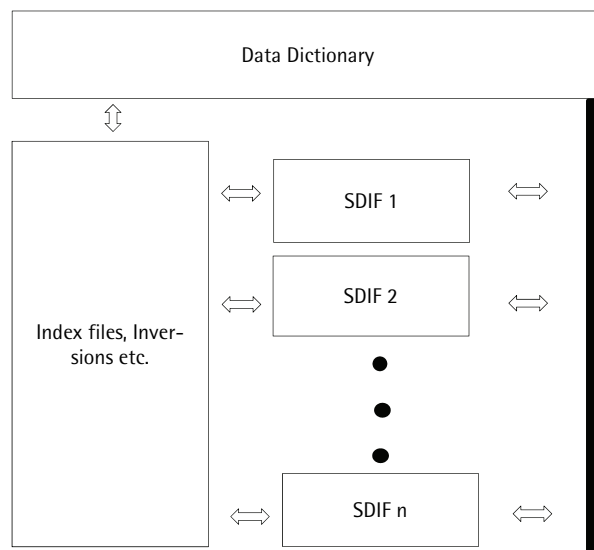 Data Dictionary
SDIF 1
SDIF 2
Index files, Inver-
sions etc.
SDIF n